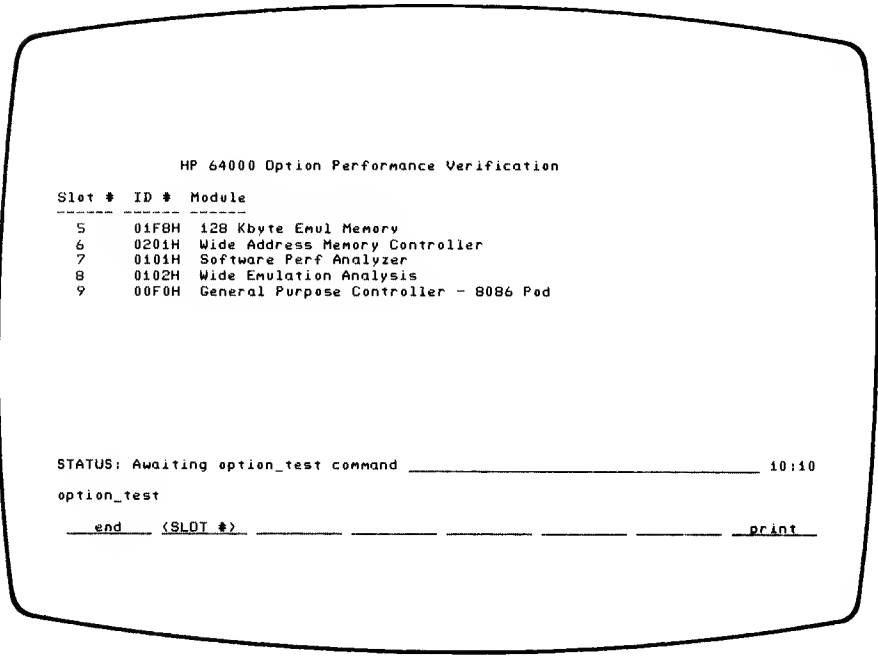 HP 64000 Option Performance Verification
Slot # ID # Module
------ ------ ------
5 01F8H 128 Kbyte Emul Memory
6 0201H Wide Address Memory Controller
7 0101H Software Perf Analyzer
8 0102H Wide Emulation Analysis
9 00F0H General Purpose Controller - 8086 Pod
STATUS: Awaiting option_test command 10:10
option_test
end (SLOT #) print